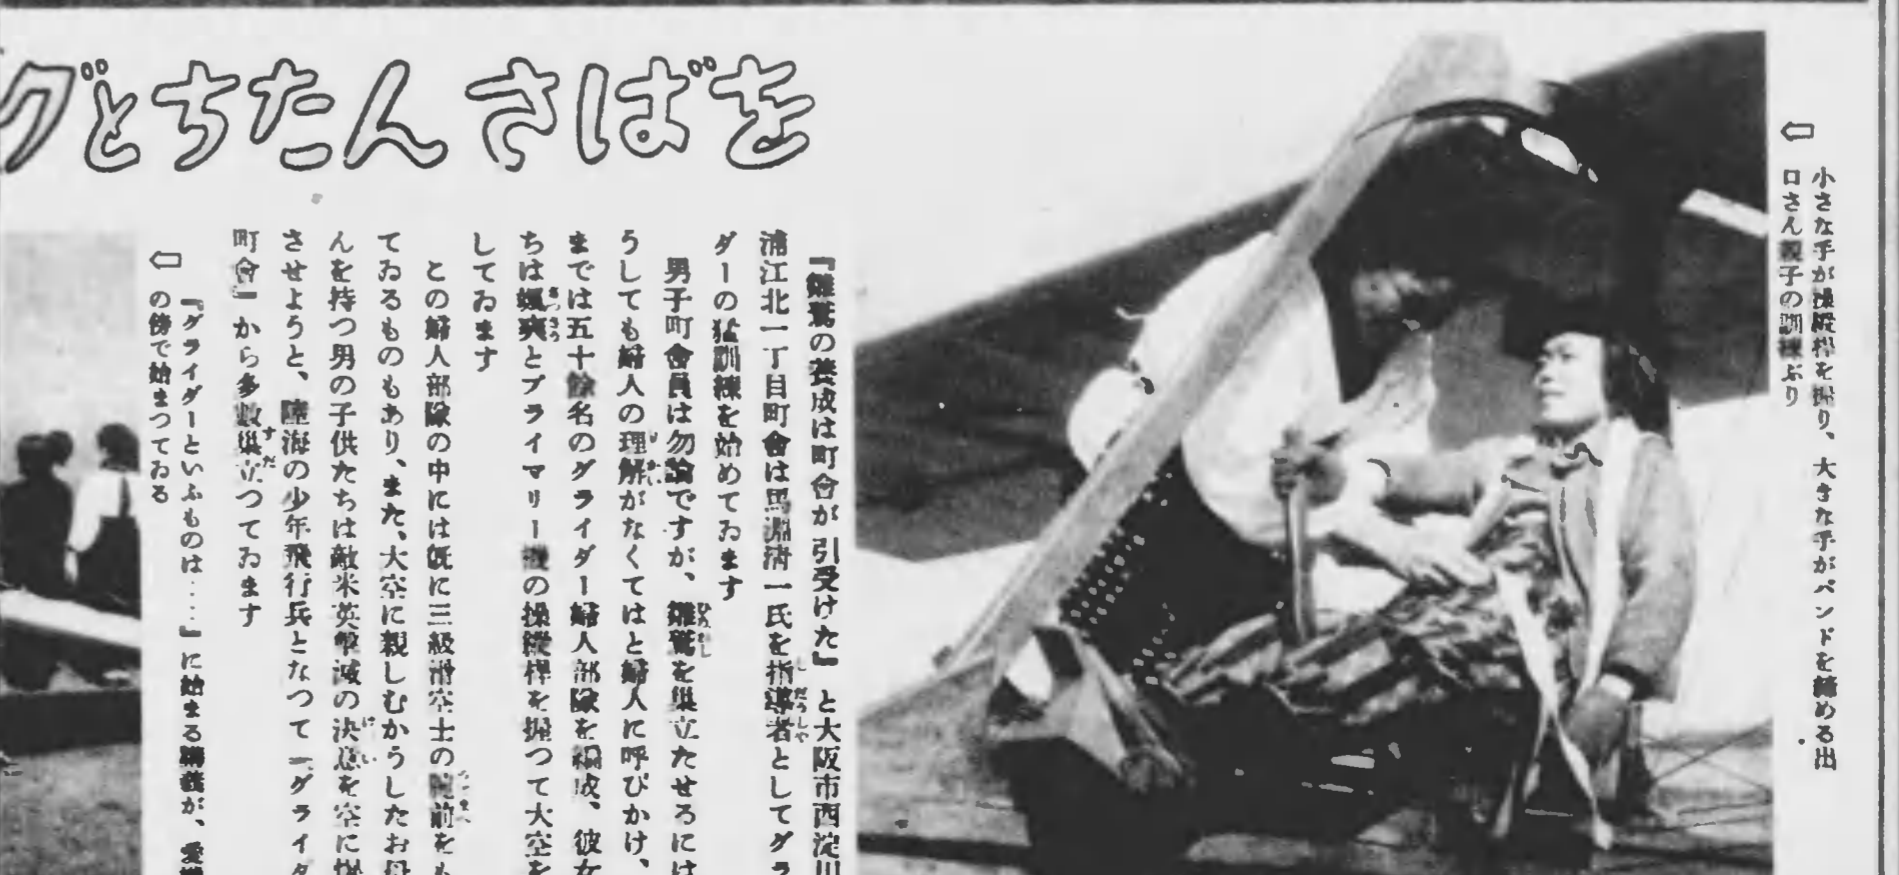 をばさんたちとグ
小さな手が操縦桿を握り、大きな手がバンドを締める出
口さん親子の訓練ぶり
『雛鷲の養成は町會が引受けた』と大阪市西淀川
浦江北一丁目町會は馬淵清一氏を指導者としてグラ
ダーの猛訓練を始めてゐます
男子町會員は勿論ですが、雛鷲を巣立たせるには
うしても婦人の理解がなくてはと婦人に呼びかけ、
までは五十餘名のグライダー婦人部隊を編成、彼女
ちは颯爽とプライマリー機の操縦桿を握つて大空を
してゐます
この婦人部隊の中には既に三級滑空士の腕前をも
てゐるものもあり、また、大空に親しむかうしたお母
んを持つ男の子供たちは敵米英撃滅の決意を空に
させようと、陸海の少年飛行兵となつて『グライダ
町會』から多數巣立つてゐます
『グライダーといふものは‥‥』に始まる講義が、愛
の傍で始まつてゐる